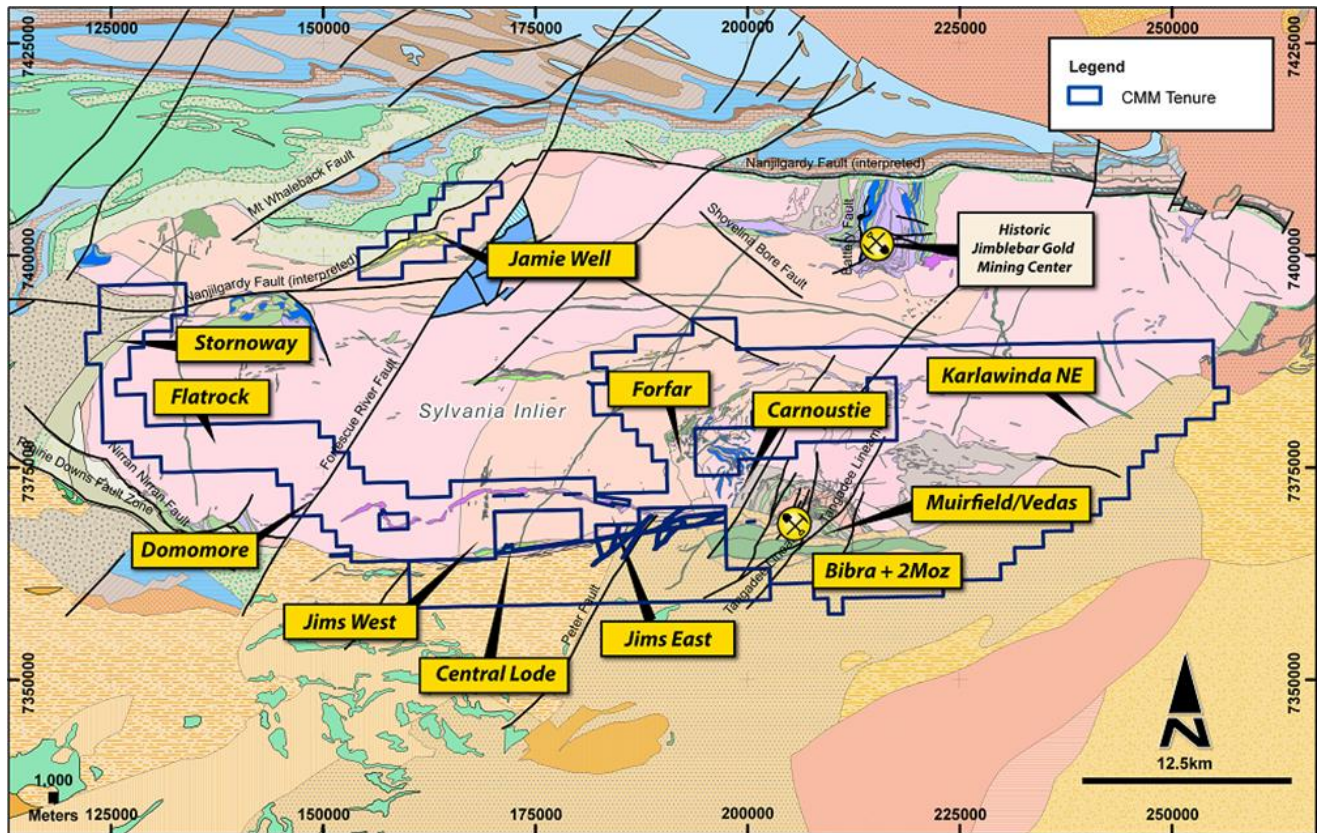 125000
150000
175000
200000
225000
250000
7425000
7425000
Legend
CMM Tenure
Nanjilgardy Fault (interpreted)
Mt Whaleback Fault
Shovelina Bore Fault
Battery Fault
Historic
Jimblebar Gold
Mining Center
7400000
7400000
Jamie Well
Nanjilgardy Fault (interpreted)
Stornoway
Flatrock
Forfar
Carnoustie
Karlawinda NE
Sylvania Inlier
Fortescue River Fault
7375000
7375000
Nirran Nirran Fault
Downs Fault Zone
Muirfield/Vedas
Domomore
Bibra + 2Moz
Tangadee
Tangadee
Jims West
Peter Fault
Jims East
Central Lode
7350000
7350000
N
12.5km
1,000
Meters
125000
150000
175000
200000
225000
250000